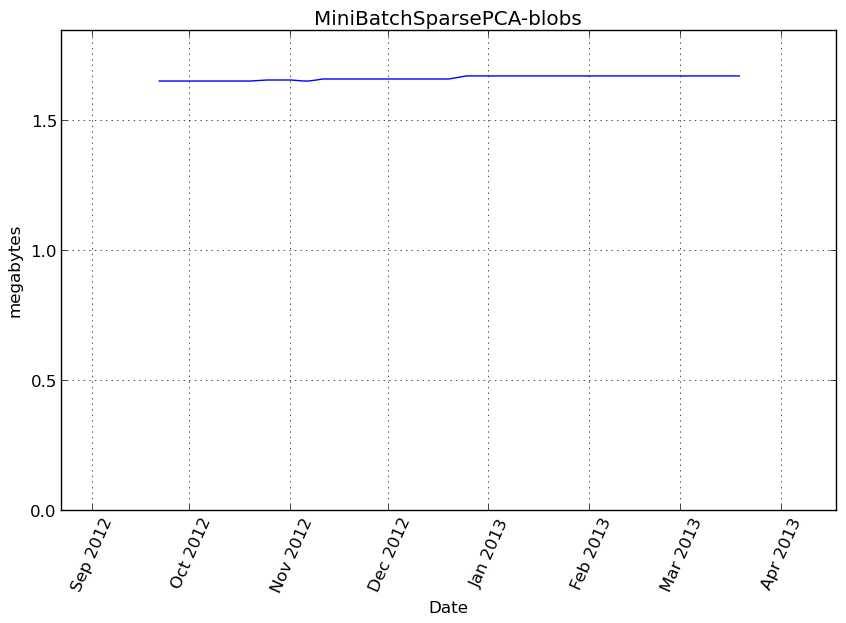 MiniBatchSparsePCA-blobs
megabytes
1.5
1.0
0.5
0.0
Sep 2012
Oct 2012
Nov 2012
Dec 2012
Jan 2013
Feb 2013
Mar 2013
Apr 2013
Date